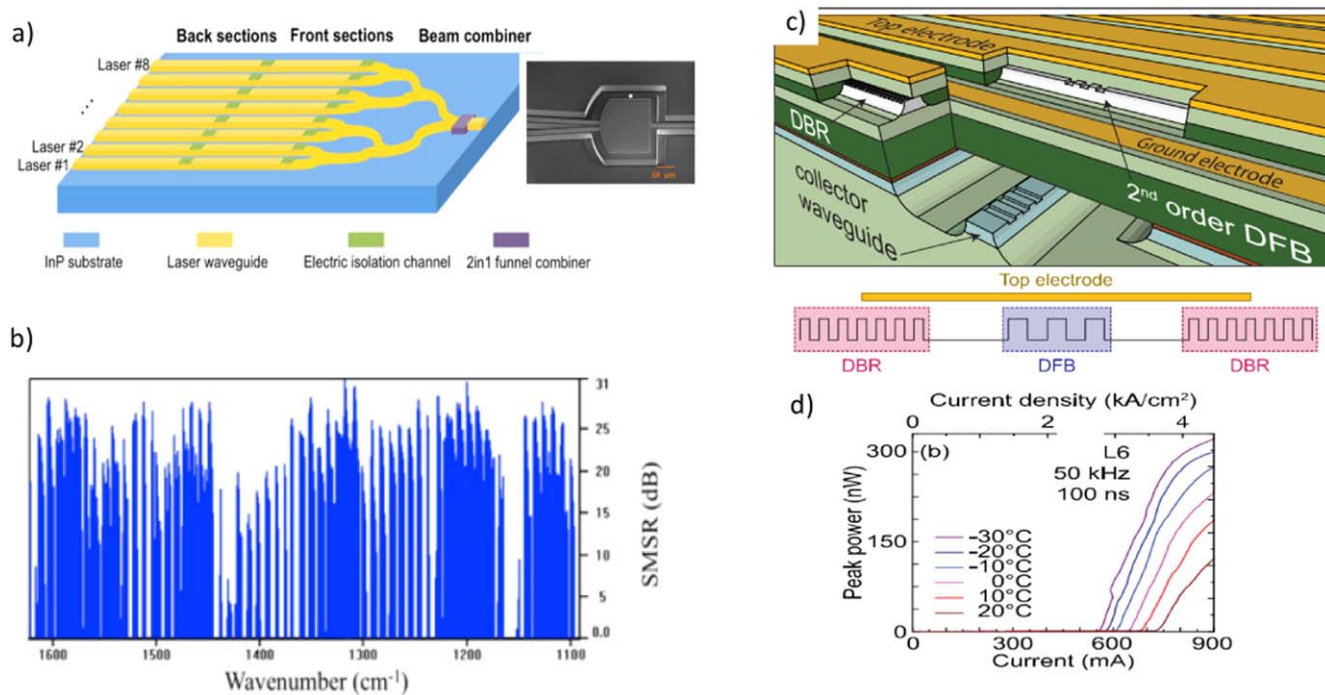 a)
Back sections Front sections Beam combiner
Laser #8
Laser #2
Laser #1
20 μm
InP substrate Laser waveguide Electric isolation channel 2in1 funnel combiner
b)
31
25
20
15
10
5
0.0
SMSR (dB)
1600 1500 1400 1300 1200 1100
Wavenumber (cm⁻¹)
c)
Top electrode
DBR
Ground electrode
collector
waveguide
2nd order DFB
Top electrode
DBR DFB DBR
d)
Current density (kA/cm²)
0 2 4
300
(b)
L6
50 kHz
100 ns
150
Peak power (nW)
-30°C
-20°C
-10°C
0°C
10°C
20°C
0
0 300 600 900
Current (mA)